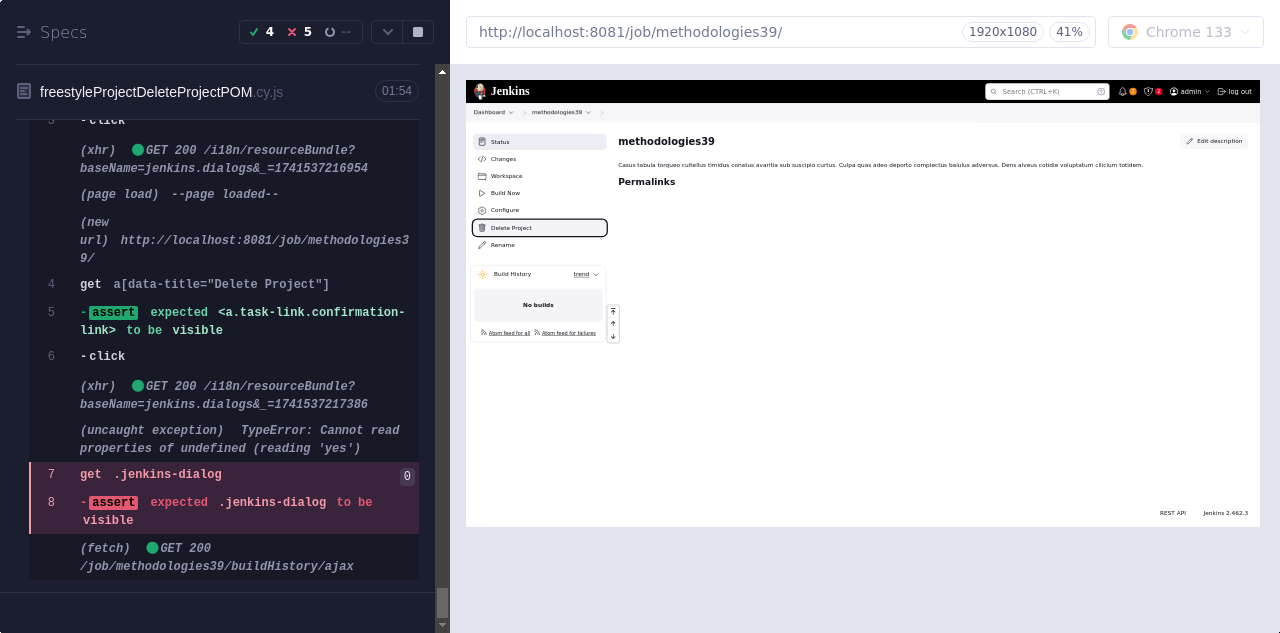 Specs
4 5 --
http://localhost:8081/job/methodologies39/
1920x1080
41%
Chrome 133
freestyleProjectDeleteProjectPOM.cy.js
01:54
3 -click
(xhr) GET 200 /i18n/resourceBundle?
baseName=jenkins.dialogs&_=1741537216954
(page load) --page loaded--
(new
url) http://localhost:8081/job/methodologies3
9/
4 get a[data-title="Delete Project"]
5 -assert expected <a.task-link.confirmation-
link> to be visible
6 -click
(xhr) GET 200 /i18n/resourceBundle?
baseName=jenkins.dialogs&_=1741537217386
(uncaught exception) TypeError: Cannot read
properties of undefined (reading 'yes')
7 get .jenkins-dialog 0
8 -assert expected .jenkins-dialog to be
visible
(fetch) GET 200
/job/methodologies39/buildHistory/ajax
Jenkins
Search (CTRL+K)
admin
log out
Dashboard
methodologies39
Status
Changes
Workspace
Build Now
Configure
Delete Project
Rename
Build History
trend
No builds
Atom feed for all
Atom feed for failures
methodologies39
Edit description
Casus tabula torqueo cultellus timidus conatus avaritia sub suscipio curtus. Culpa quas adeo deporto complectus baiulus adversus. Dens alveus cotidie voluptatum cilicium totidem.
Permalinks
REST API
Jenkins 2.462.3